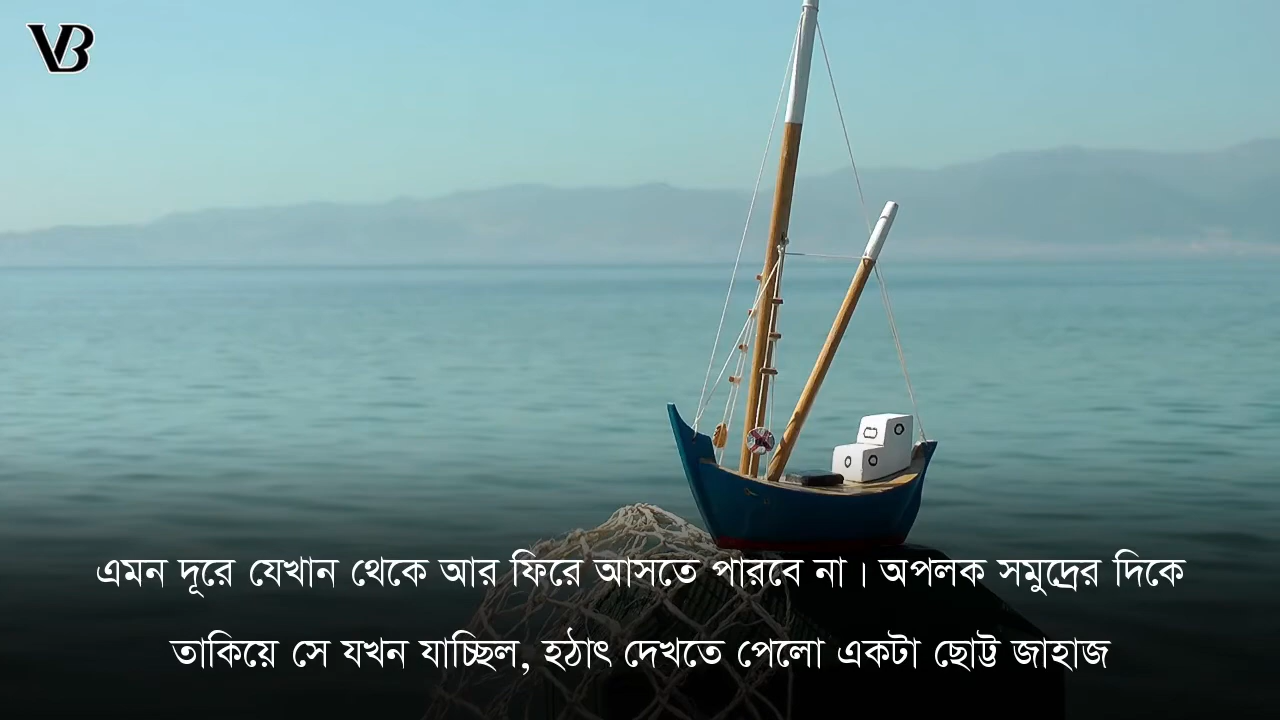 VB
এমন দূরে যেখান থেকে আর ফিরে আসতে পারবে না। অপলক সমুদ্রের দিকে
তাকিয়ে সে যখন যাচ্ছিল, হঠাৎ দেখতে পেলো একটা ছোট্ট জাহাজ